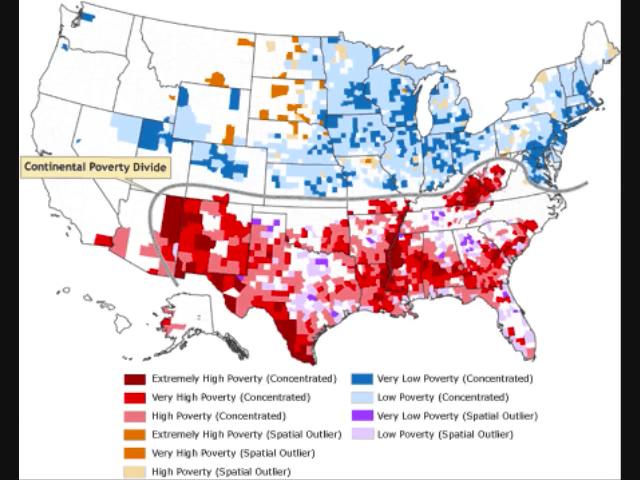 Continental Poverty Divide
Extremely High Poverty (Concentrated)
Very High Poverty (Concentrated)
High Poverty (Concentrated)
Extremely High Poverty (Spatial Outlier)
Very High Poverty (Spatial Outlier)
High Poverty (Spatial Outlier)
Very Low Poverty (Concentrated)
Low Poverty (Concentrated)
Very Low Poverty (Spatial Outlier)
Low Poverty (Spatial Outlier)